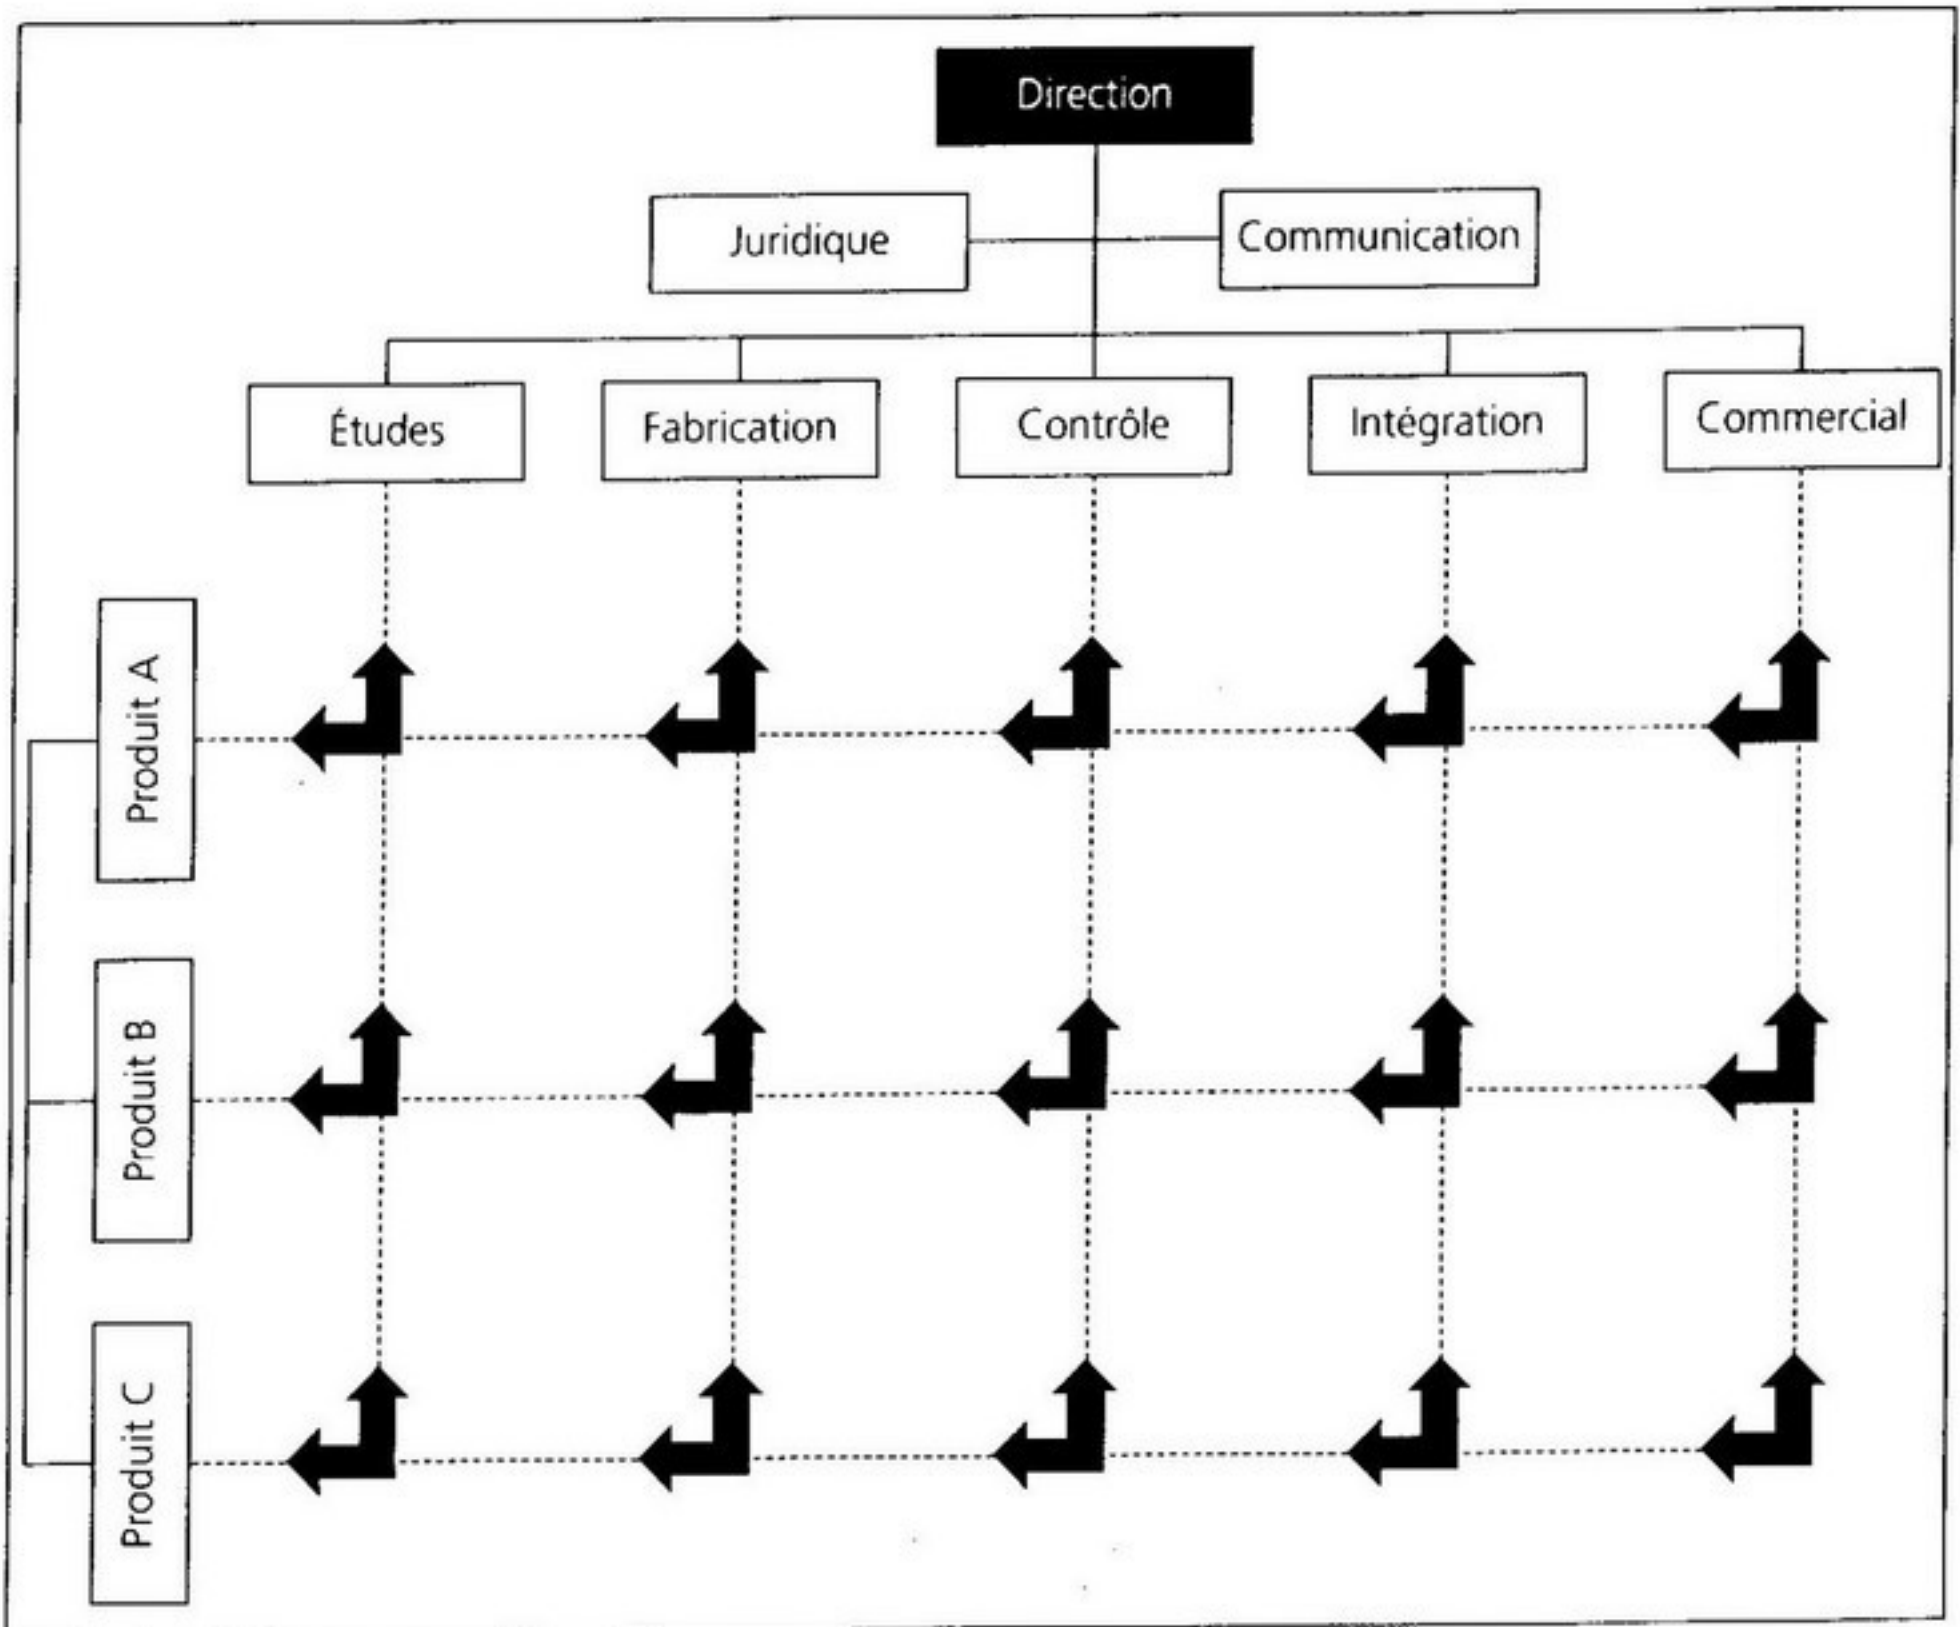 Direction
Juridique
Communication
Études
Fabrication
Contrôle
Intégration
Commercial
Produit A
Produit B
Produit C